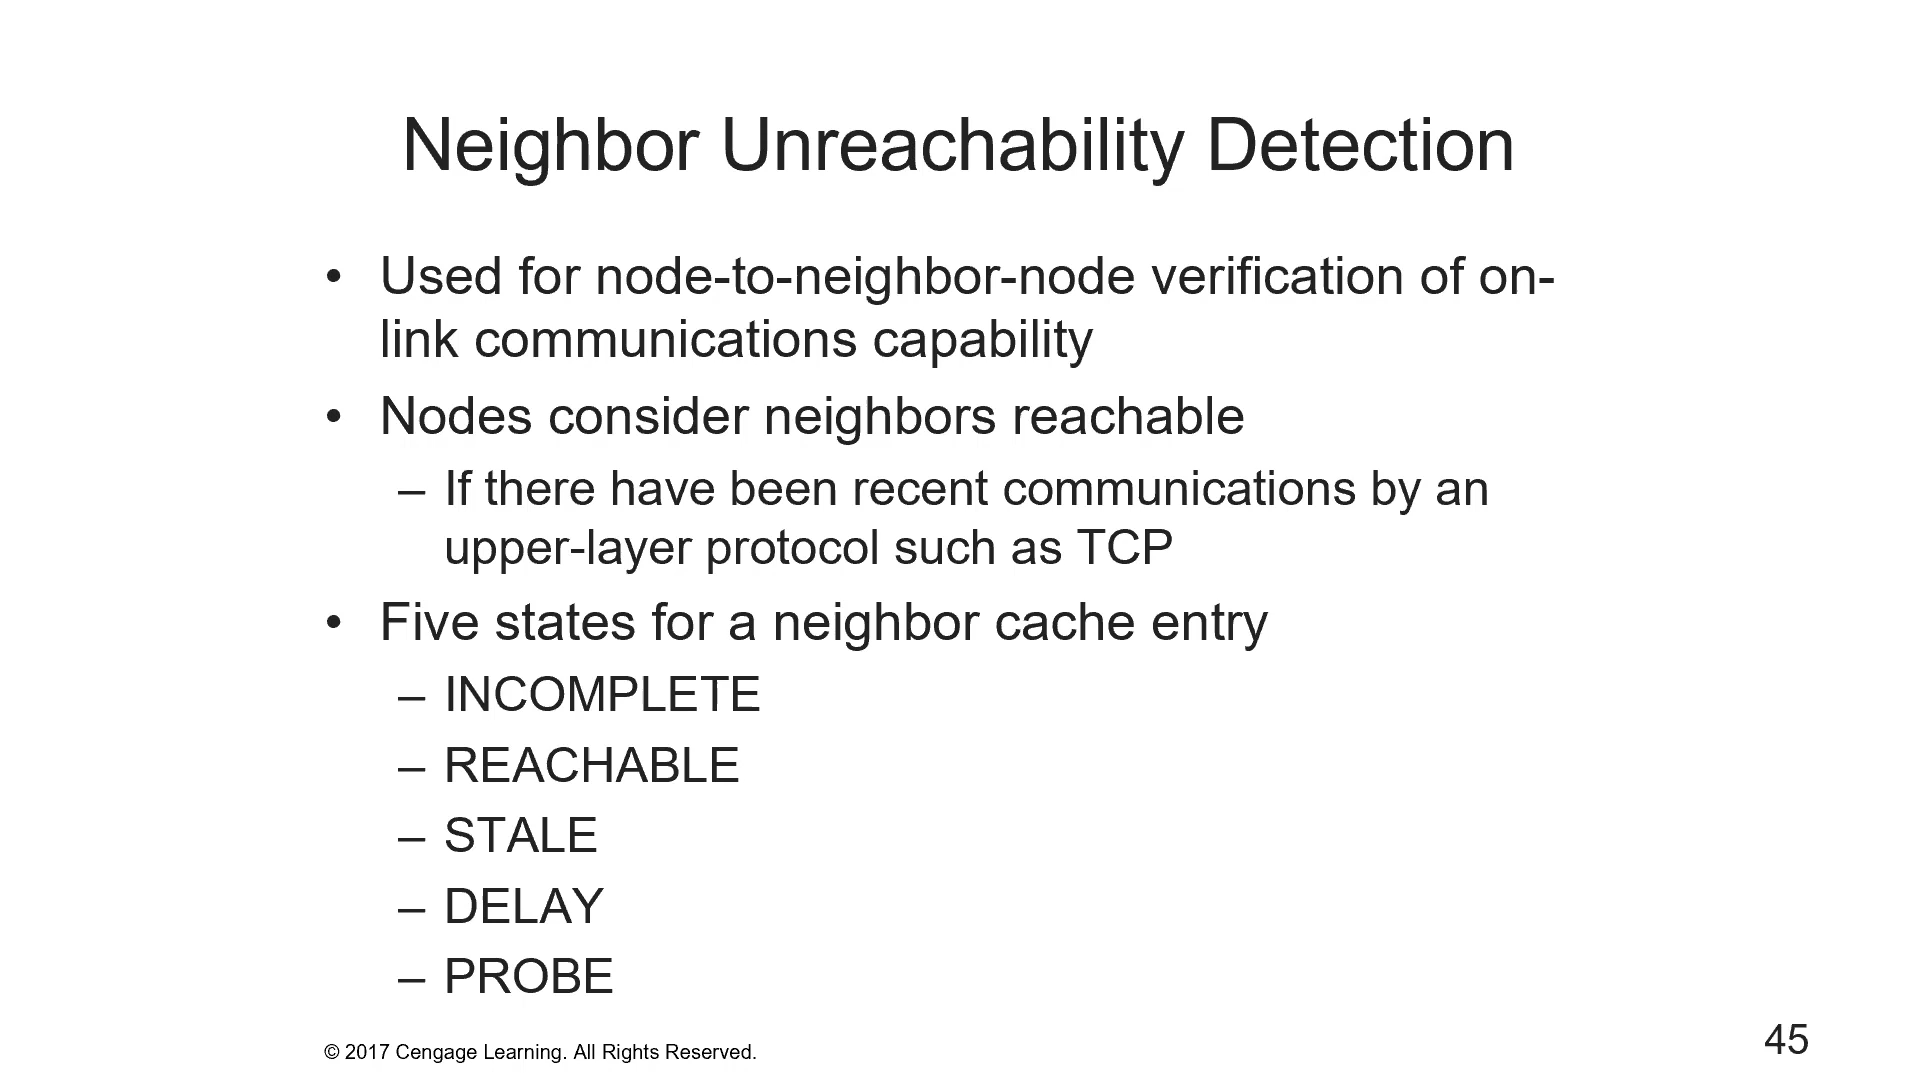 Neighbor Unreachability Detection
• Used for node-to-neighbor-node verification of on-
link communications capability
• Nodes consider neighbors reachable
– If there have been recent communications by an
upper-layer protocol such as TCP
• Five states for a neighbor cache entry
– INCOMPLETE
– REACHABLE
– STALE
– DELAY
– PROBE
© 2017 Cengage Learning. All Rights Reserved.
45